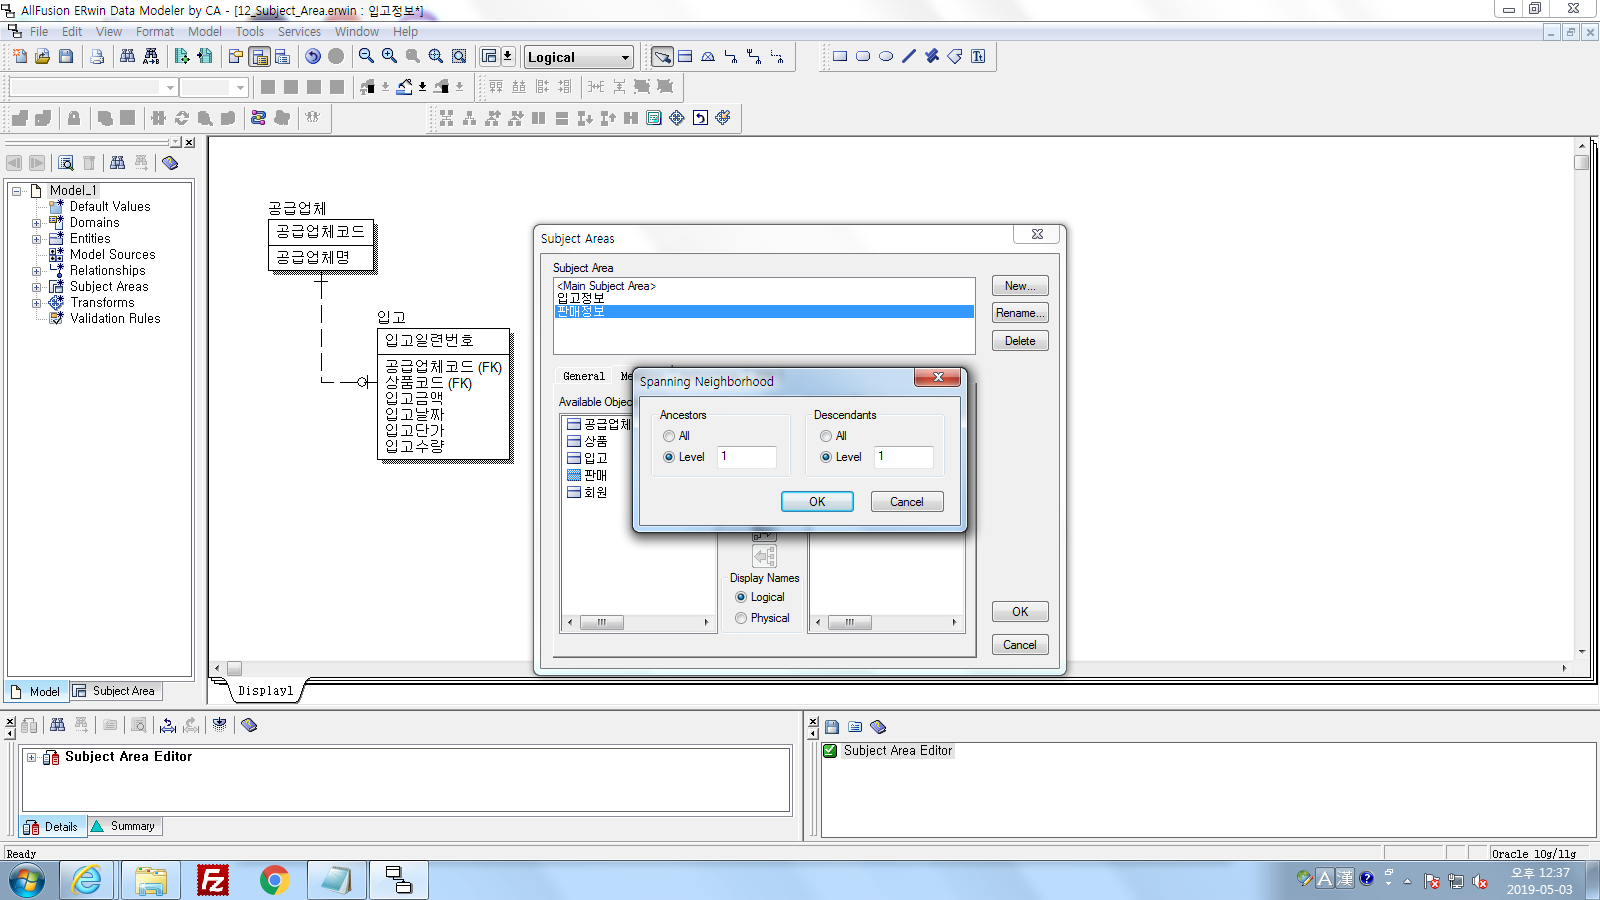 AllFusion ERwin Data Modeler by CA - [12_Subject_Area.erwin : 입고정보*]
File Edit View Format Model Tools Services Window Help
Logical
Model_1
Default Values
Domains
Entities
Model Sources
Relationships
Subject Areas
Transforms
Validation Rules
Model
Subject Area
공급업체
공급업체코드
공급업체명
입고
입고일련번호
공급업체코드 (FK)
상품코드 (FK)
입고금액
입고날짜
입고단가
입고수량
Display1
Subject Areas
Subject Area
<Main Subject Area>
입고정보
판매정보
New...
Rename...
Delete
General
Available Objec
공급업체
상품
입고
판매
회원
Display Names
Logical
Physical
OK
Cancel
Spanning Neighborhood
Ancestors
All
Level 1
Descendants
All
Level 1
OK
Cancel
Subject Area Editor
Details
Summary
Subject Area Editor
Ready
Oracle 10g/11g
A 漢
오후 12:37
2019-05-03